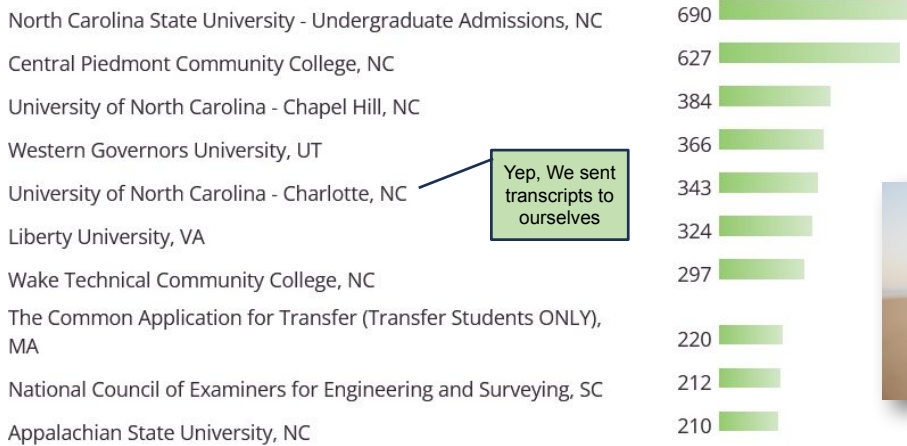 North Carolina State University - Undergraduate Admissions, NC 690
Central Piedmont Community College, NC 627
University of North Carolina - Chapel Hill, NC 384
Western Governors University, UT 366
University of North Carolina - Charlotte, NC 343
Yep, We sent
transcripts to
ourselves
Liberty University, VA 324
Wake Technical Community College, NC 297
The Common Application for Transfer (Transfer Students ONLY),
MA 220
National Council of Examiners for Engineering and Surveying, SC 212
Appalachian State University, NC 210